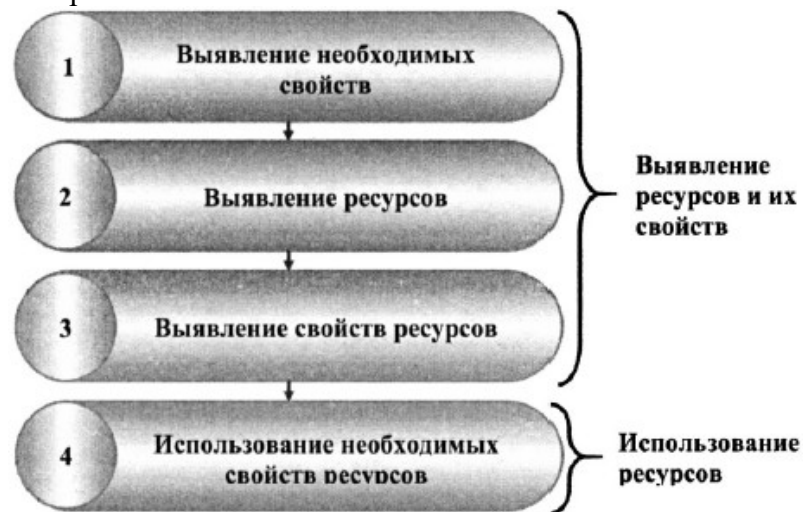 1
Выявление необходимых
свойств
2
Выявление ресурсов
3
Выявление свойств ресурсов
Выявление
ресурсов и их
свойств
4
Использование необходимых
свойств ресурсов
Использование
ресурсов